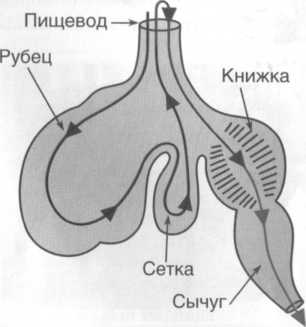 Пищевод
Рубец
Книжка
Сетка
Сычуг